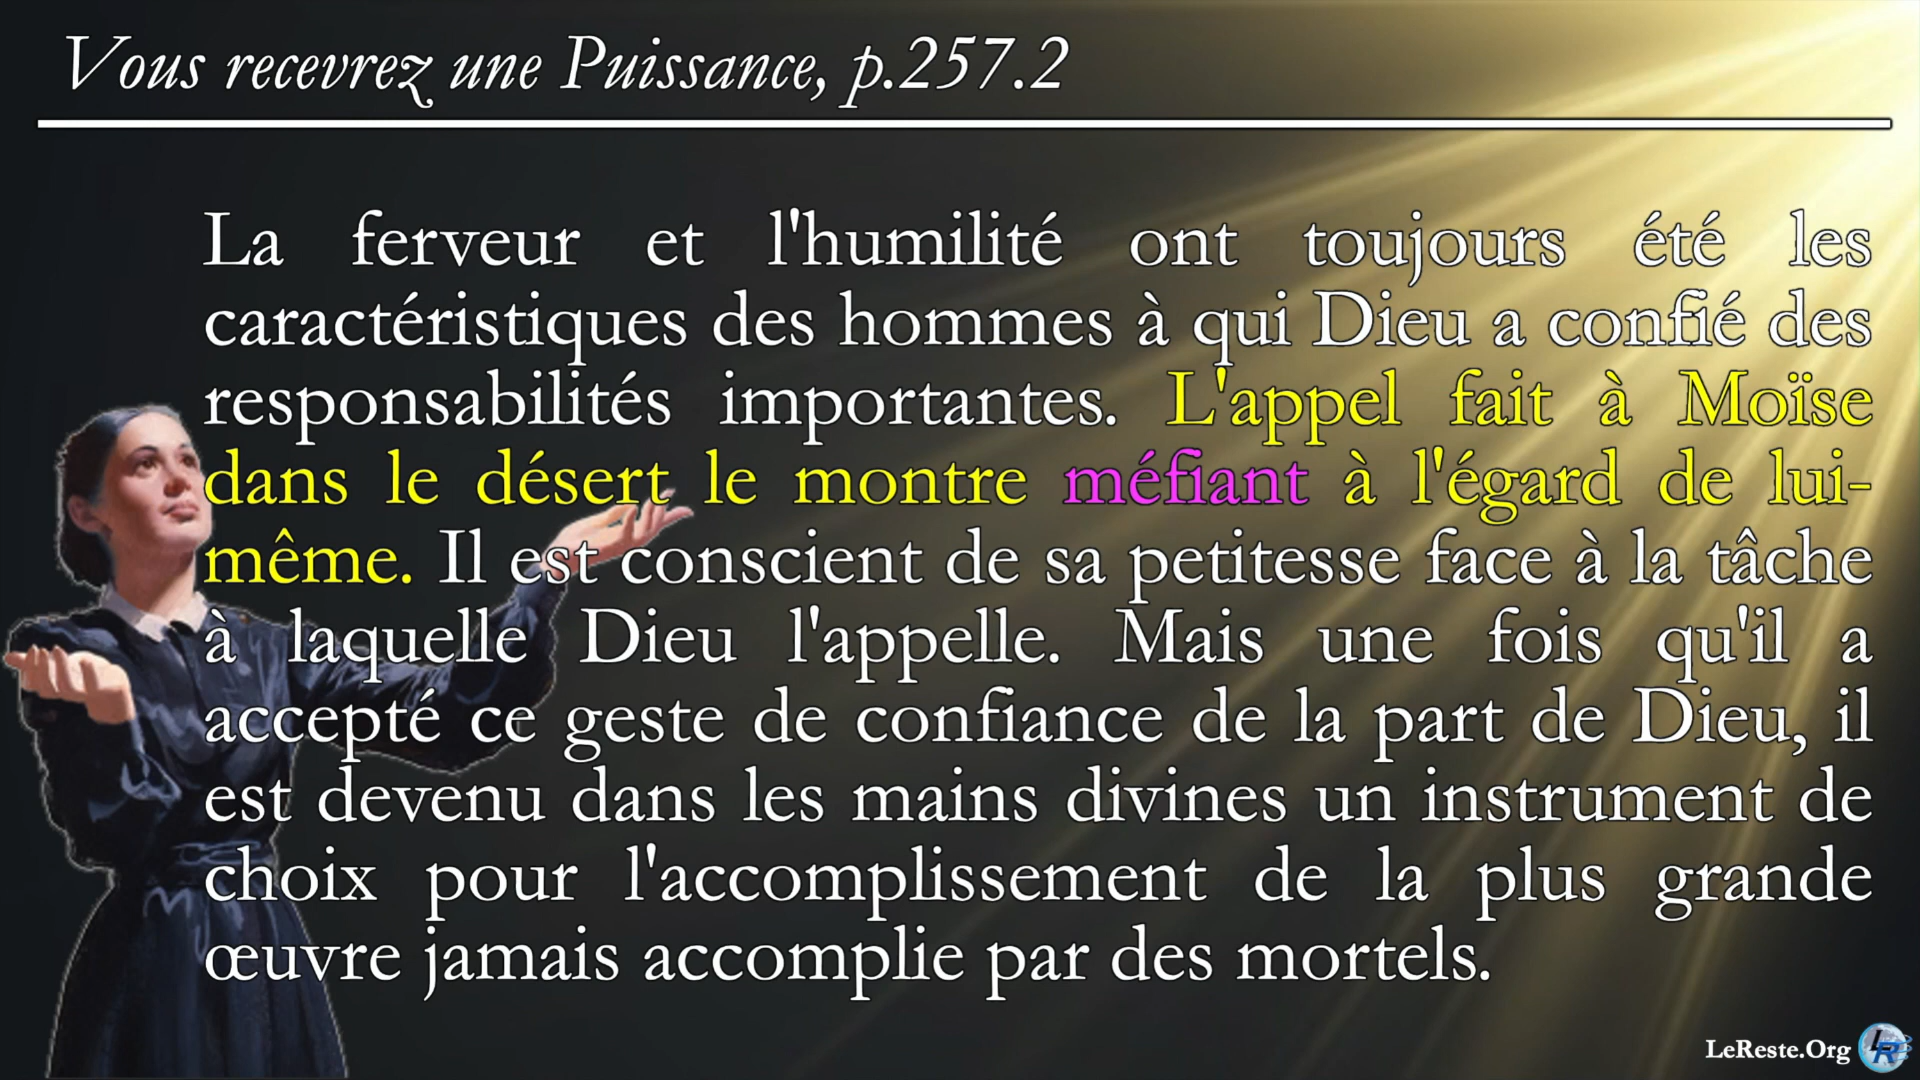 Vous recevrez une Puissance, p.257.2
La ferveur et l'humilité ont toujours été les
caractéristiques des hommes à qui Dieu a confié des
responsabilités importantes. L'appel fait à Moïse
dans le désert le montre méfiant à l'égard de lui-
même. Il est conscient de sa petitesse face à la tâche
à laquelle Dieu l'appelle. Mais une fois qu'il a
accepté ce geste de confiance de la part de Dieu, il
est devenu dans les mains divines un instrument de
choix pour l'accomplissement de la plus grande
œuvre jamais accomplie par des mortels.
LeReste.Org LR